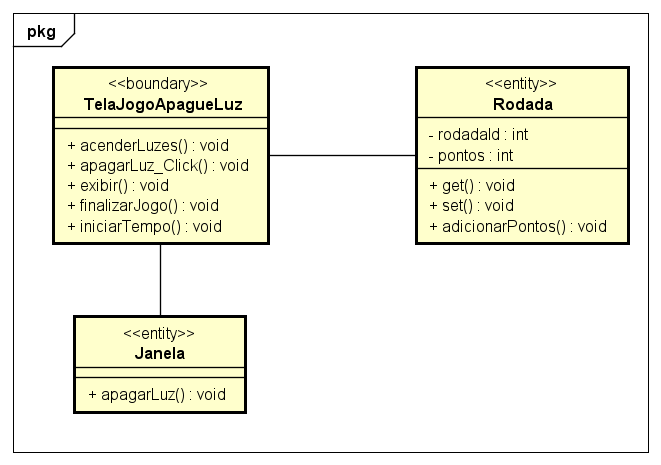 pkg
<<boundary>>
TelaJogoApagueLuz
+ acenderLuzes() : void
+ apagarLuz_Click() : void
+ exibir() : void
+ finalizarJogo() : void
+ iniciarTempo() : void
<<entity>>
Rodada
- rodadaId : int
- pontos : int
+ get() : void
+ set() : void
+ adicionarPontos() : void
<<entity>>
Janela
+ apagarLuz() : void